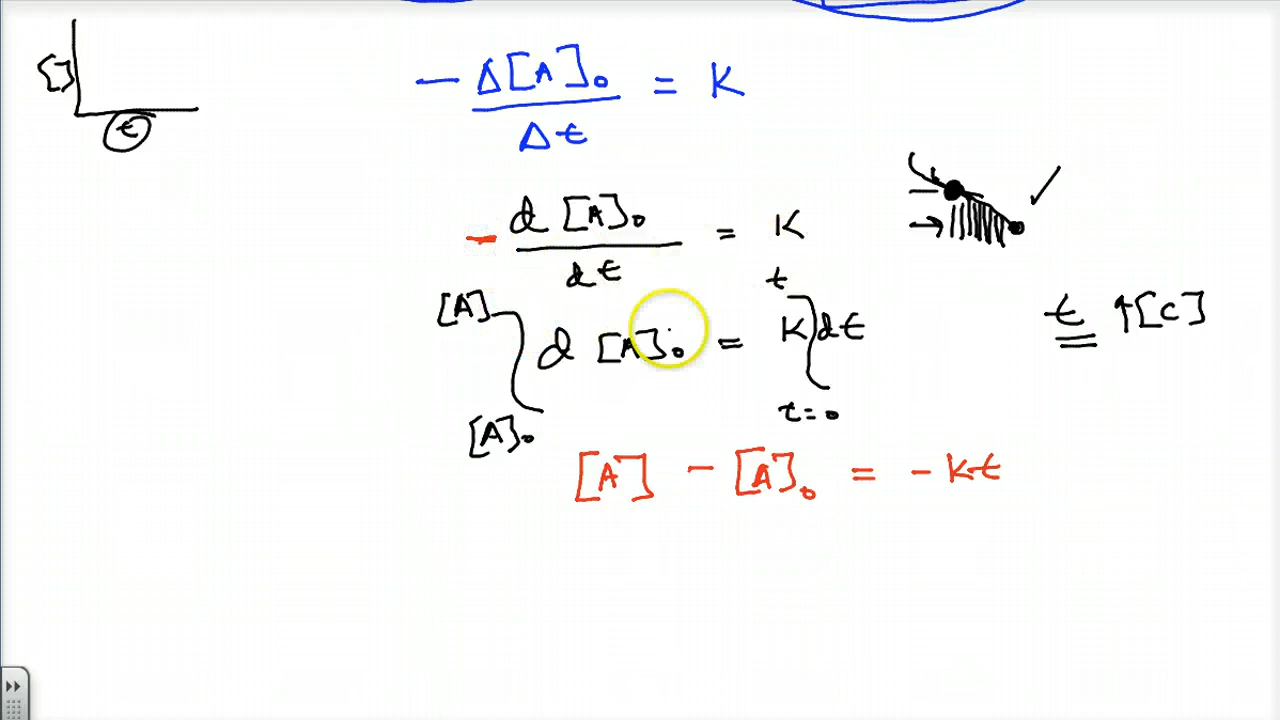 []
t
-Δ[A]₀/Δt = K
-d[A]₀/dt = K
[A] t
∫ d[A]₀ = K∫dt
[A]₀ t=0
t ↑[c]
[A] - [A]₀ = -Kt